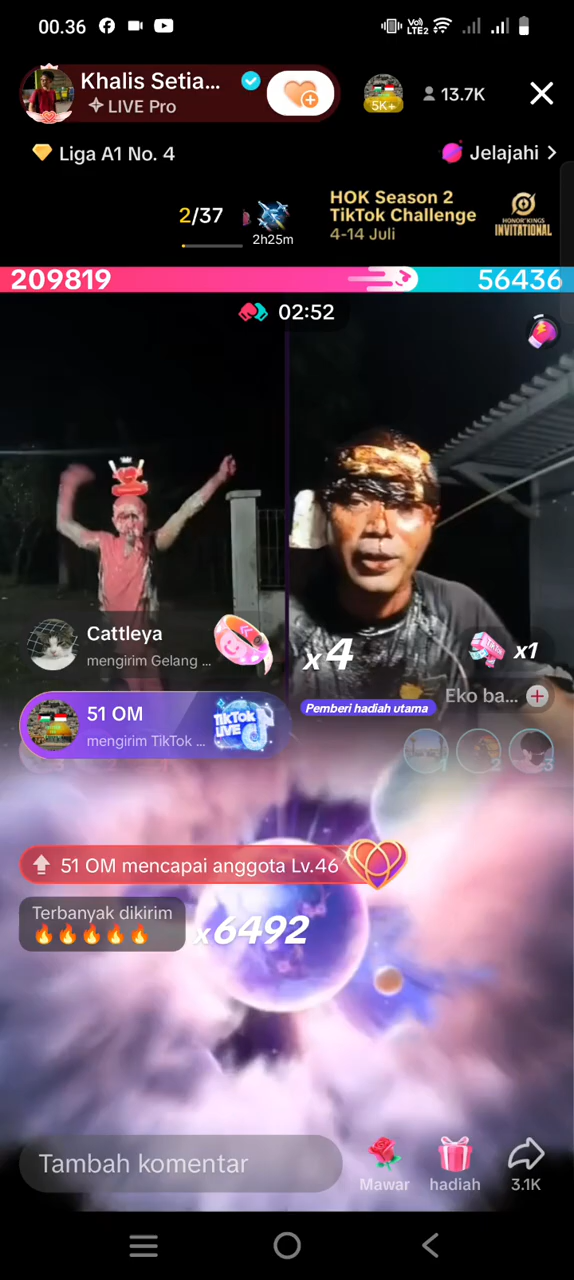 00.36
Vo))
LTE2
Khalis Setia...
LIVE Pro
5K+
13.7K
Liga A1 No. 4
Jelajahi >
2/37
2h25m
HOK Season 2
TikTok Challenge
4-14 Juli
HONOR OF KINGS
INVITATIONAL
209819
56436
02:52
Cattleya
mengirim Gelang ...
x4
x1
Eko ba...
51 OM
mengirim TikTok ...
TikTok
LIVE
Pemberi hadiah utama
1
2
3
3
51 OM mencapai anggota Lv.46
Terbanyak dikirim
x6492
Tambah komentar
Mawar
hadiah
3.1K